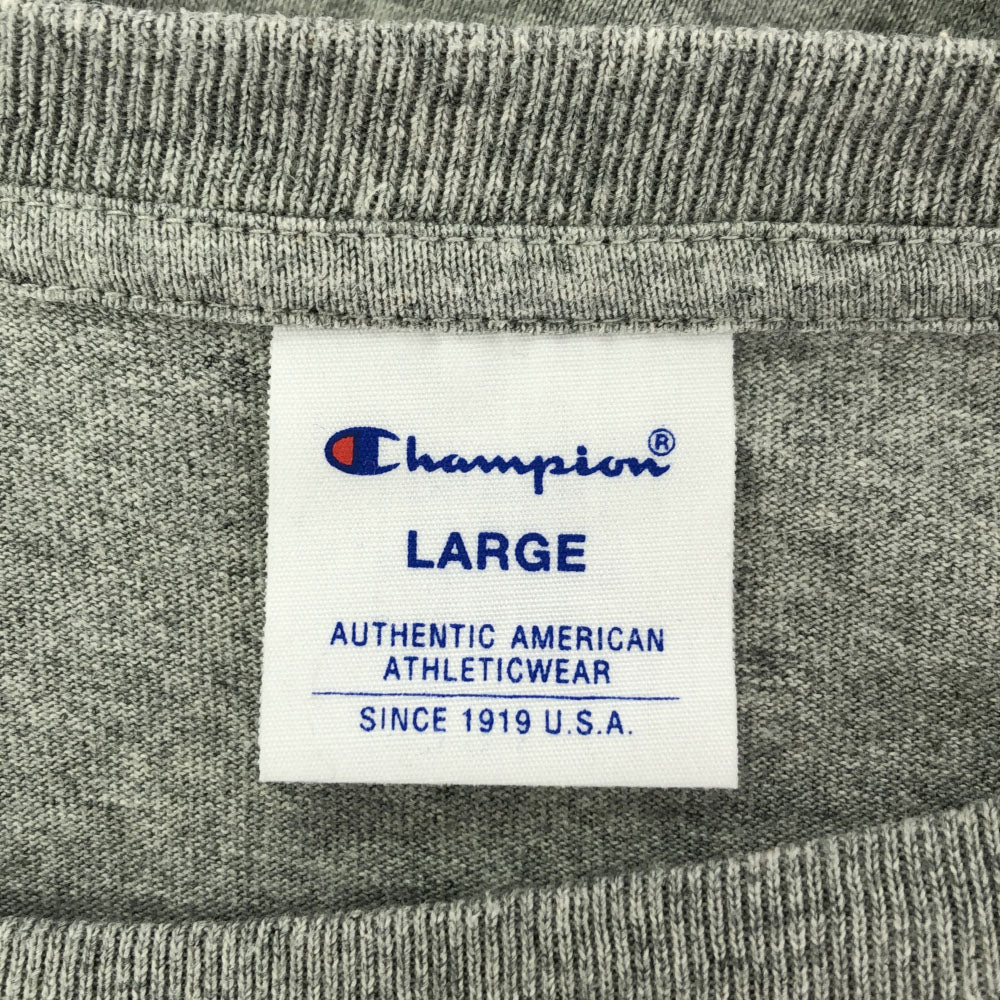 Champion®
LARGE
AUTHENTIC AMERICAN
ATHLETICWEAR
SINCE 1919 U.S.A.